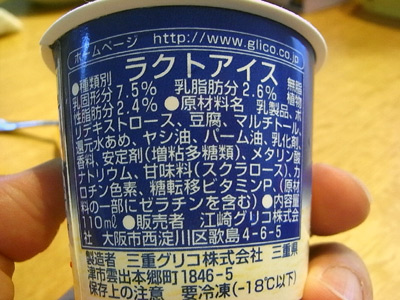 ホームページ http://www.glico.co.jp
●種類別 ラクトアイス 無脂
乳固形分7.5% 乳脂肪分2.6% 植物
性脂肪分2.4% ●原材料名 乳製品、ポ
リデキストロース、豆腐、マルチトール、
還元水あめ、ヤシ油、パーム油、乳化剤、
香料、安定剤(増粘多糖類)、メタリン酸
ナトリウム、甘味料(スクラロース)、カ
ロチン色素、糖転移ビタミンP、(原材
料の一部にゼラチンを含む) ●内容量
110ml ●販売者 江崎グリコ株式会
社 大阪市西淀川区歌島4-6-5
製造者 三重グリコ株式会社 三重県
津市雲出本郷町1846-5
保存上の注意 要冷凍(-18℃以下)